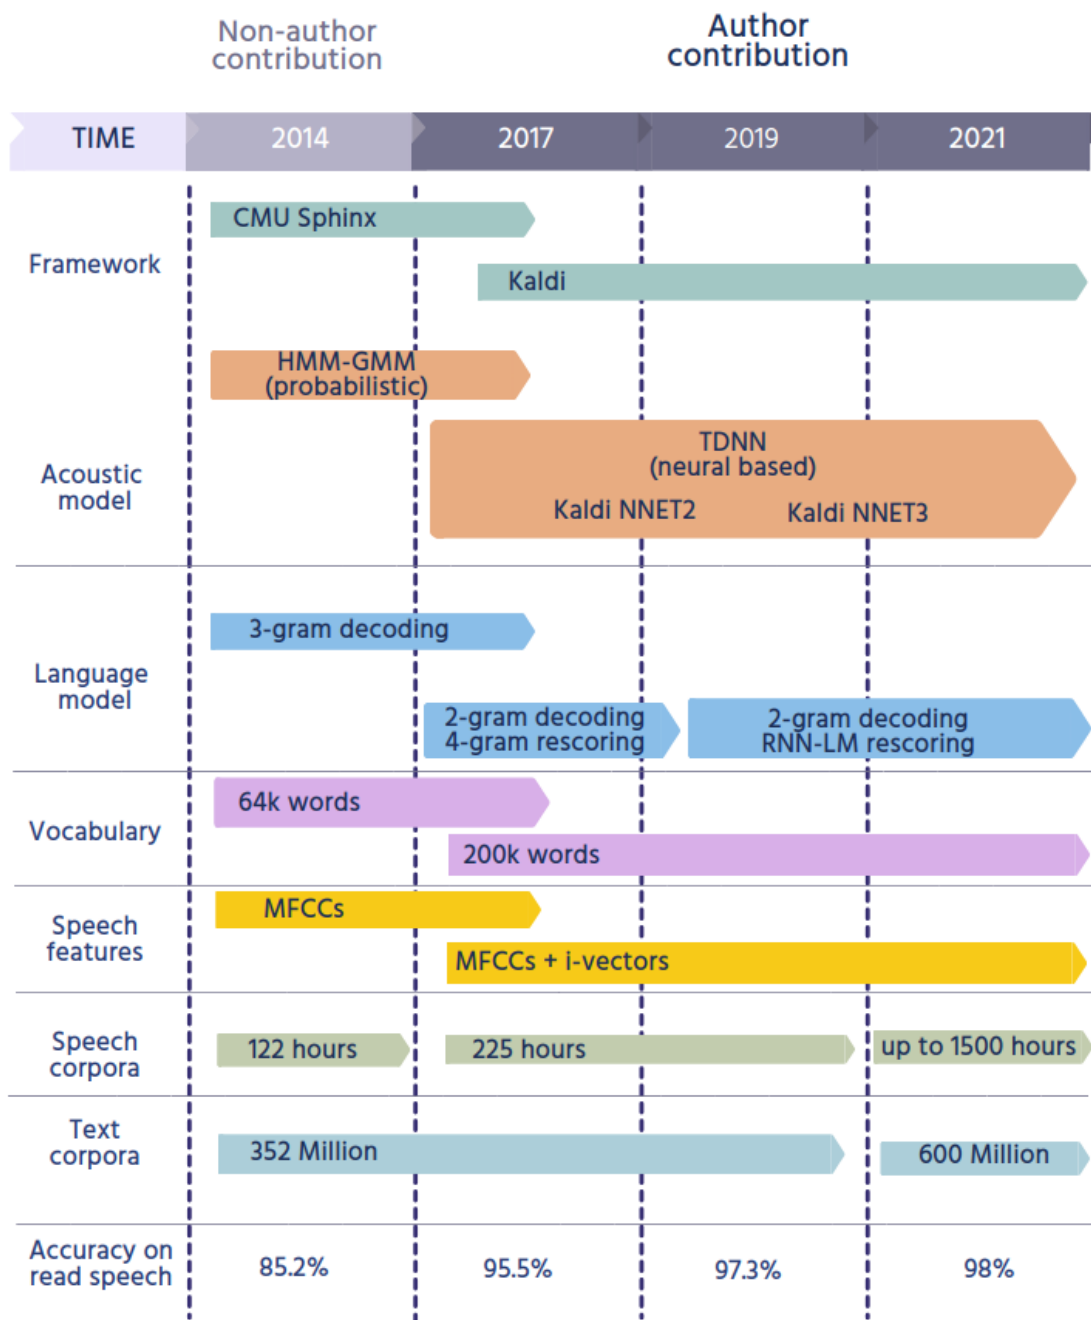 Non-author
contribution
Author
contribution
TIME
2014
2017
2019
2021
Framework
CMU Sphinx
Kaldi
Acoustic
model
HMM-GMM
(probabilistic)
TDNN
(neural based)
Kaldi NNET2
Kaldi NNET3
Language
model
3-gram decoding
2-gram decoding
4-gram rescoring
2-gram decoding
RNN-LM rescoring
Vocabulary
64k words
200k words
Speech
features
MFCCs
MFCCs + i-vectors
Speech
corpora
122 hours
225 hours
up to 1500 hours
Text
corpora
352 Million
600 Million
Accuracy on
read speech
85.2%
95.5%
97.3%
98%